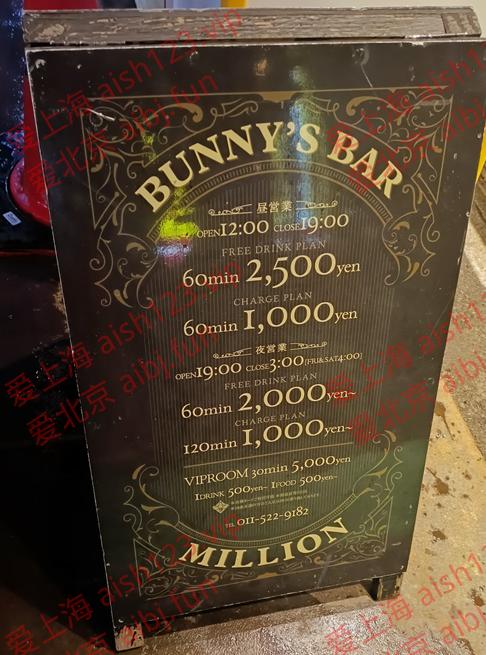 BUNNY'S BAR
昼営業
OPEN12:00 CLOSE19:00
FREE DRINK PLAN
60min 2,500yen
CHARGE PLAN
60min 1,000yen
夜営業
OPEN19:00 CLOSE3:00(FRI&SAT4:00)
FREE DRINK PLAN
60min 2,000yen~
CHARGE PLAN
120min 1,000yen~
VIPROOM 30min 5,000yen
1DRINK 500yen~ 1FOOD 500yen~
TEL 011-522-9182
MILLION
爱上海 aish123.vip
爱北京 aibj.fun